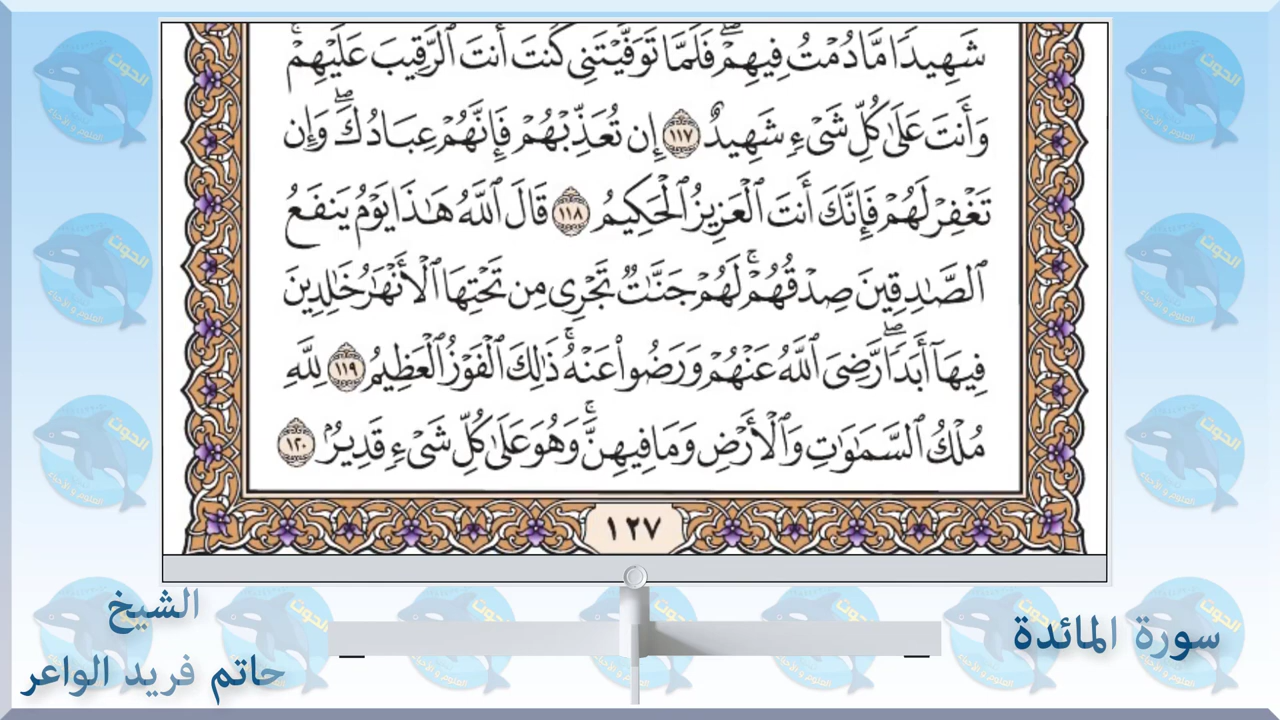 شَهِيدًا مَّا دُمْتُ فِيهِمْ ۖ فَلَمَّا تَوَفَّيْتَنِي كُنتَ أَنتَ ٱلرَّقِيبَ عَلَيْهِمْ ۚ
وَأَنتَ عَلَىٰ كُلِّ شَىْءٍ شَهِيدٌ ١١٧ إِن تُعَذِّبْهُمْ فَإِنَّهُمْ عِبَادُكَ ۖ وَإِن
تَغْفِرْ لَهُمْ فَإِنَّكَ أَنتَ ٱلْعَزِيزُ ٱلْحَكِيمُ ١١٨ قَالَ ٱللَّهُ هَٰذَا يَوْمُ يَنفَعُ
ٱلصَّٰدِقِينَ صِدْقُهُمْ ۚ لَهُمْ جَنَّٰتٌ تَجْرِى مِن تَحْتِهَا ٱلْأَنْهَٰرُ خَٰلِدِينَ
فِيهَآ أَبَدًا ۖ رَّضِىَ ٱللَّهُ عَنْهُمْ وَرَضُوا۟ عَنْهُ ۚ ذَٰلِكَ ٱلْفَوْزُ ٱلْعَظِيمُ ١١٩ لِلَّهِ
مُلْكُ ٱلسَّمَٰوَٰتِ وَٱلْأَرْضِ وَمَا فِيهِنَّ ۚ وَهُوَ عَلَىٰ كُلِّ شَىْءٍ قَدِيرٌۢ ١٢٠
١٢٧
سورة المائدة
الشيخ
حاتم فريد الواعر
الحوت